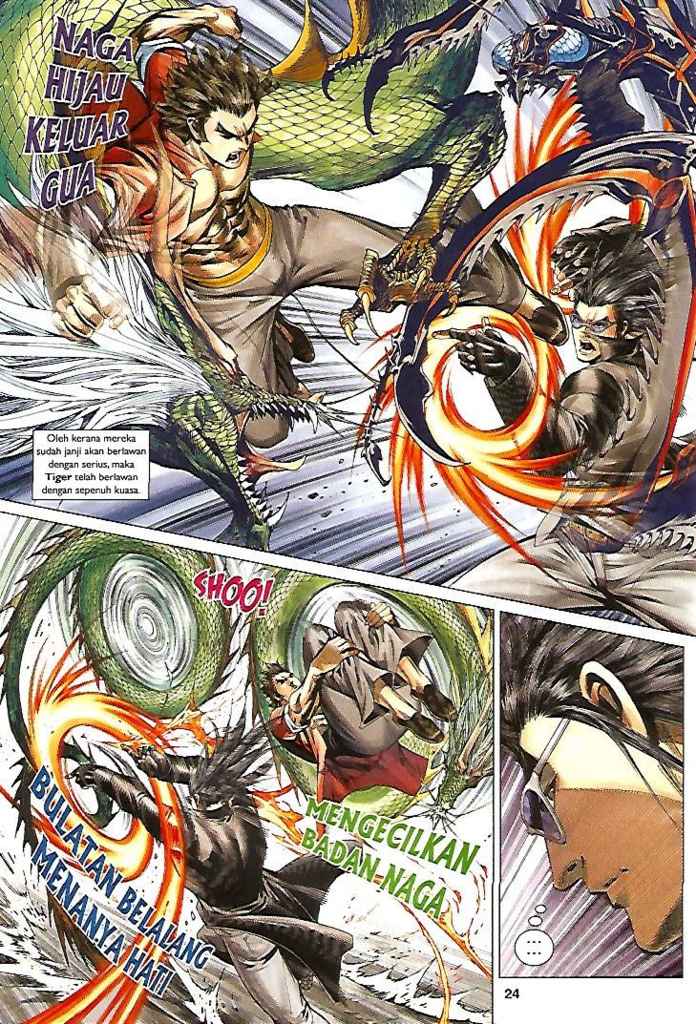 NAGA
HIJAU
KELUAR
GUA
Oleh kerana mereka
sudah janji akan berlawan
dengan serius, maka
Tiger telah berlawan
dengan sepenuh kuasa.
SHOO!
BULATAN BELALANG
MENANYA HATI
MENGECILKAN
BADAN NAGA
...
...
24